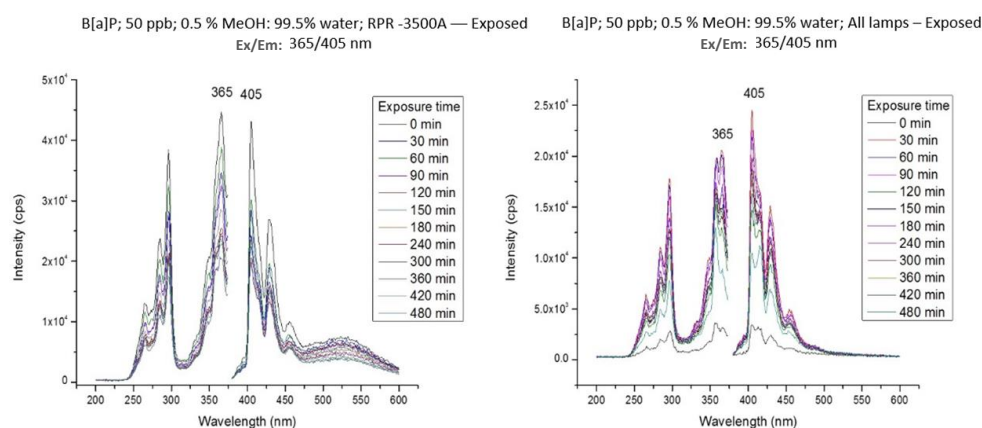 B[a]P; 50 ppb; 0.5 % MeOH: 99.5% water; RPR -3500A — Exposed
Ex/Em: 365/405 nm
5x10⁴
4x10⁴
3x10⁴
2x10⁴
1x10⁴
0
Intensity (cps)
365 405
Exposure time
0 min
30 min
60 min
90 min
120 min
150 min
180 min
240 min
300 min
360 min
420 min
480 min
200 250 300 350 400 450 500 550 600
Wavelength (nm)
B[a]P; 50 ppb; 0.5 % MeOH: 99.5% water; All lamps – Exposed
Ex/Em: 365/405 nm
2.5x10⁴
2.0x10⁴
1.5x10⁴
1.0x10⁴
5.0x10³
0.0
Intensity (cps)
405
365
Exposure time
0 min
30 min
60 min
90 min
120 min
150 min
180 min
240 min
300 min
360 min
420 min
480 min
200 250 300 350 400 450 500 550 600
Wavelength (nm)